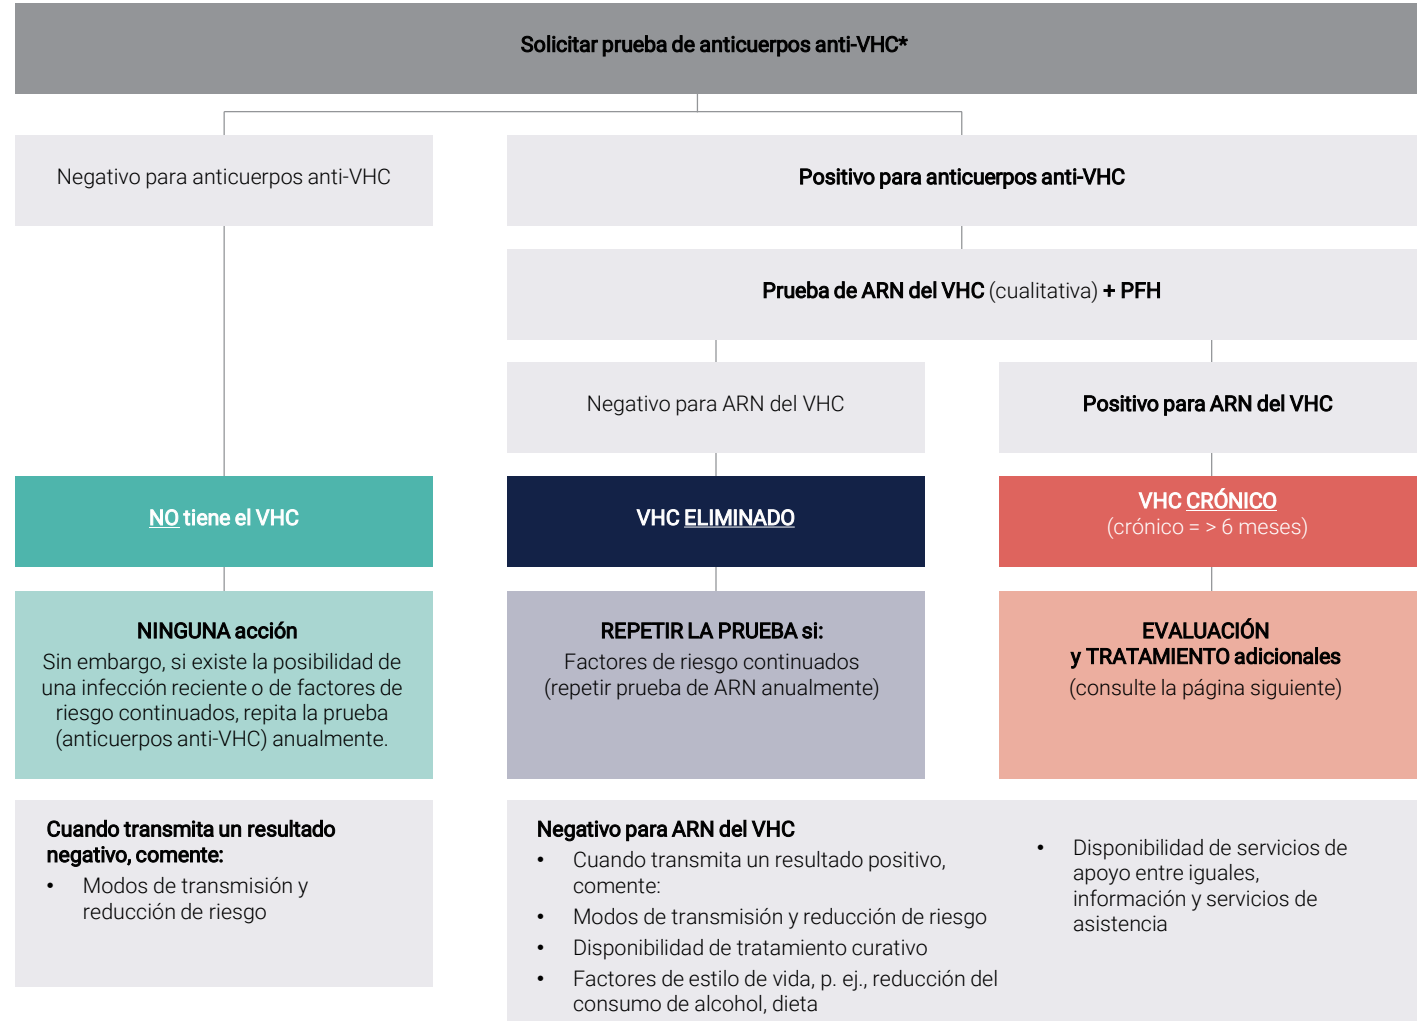 Solicitar prueba de anticuerpos anti-VHC*
Negativo para anticuerpos anti-VHC
Positivo para anticuerpos anti-VHC
Prueba de ARN del VHC (cualitativa) + PFH
Negativo para ARN del VHC
Positivo para ARN del VHC
NO tiene el VHC
VHC ELIMINADO
VHC CRÓNICO
(crónico = > 6 meses)
NINGUNA acción
Sin embargo, si existe la posibilidad de
una infección reciente o de factores de
riesgo continuados, repita la prueba
(anticuerpos anti-VHC) anualmente.
REPETIR LA PRUEBA si:
Factores de riesgo continuados
(repetir prueba de ARN anualmente)
EVALUACIÓN
y TRATAMIENTO adicionales
(consulte la página siguiente)
Cuando transmita un resultado
negativo, comente:
• Modos de transmisión y
reducción de riesgo
Negativo para ARN del VHC
• Cuando transmita un resultado positivo,
comente:
• Modos de transmisión y reducción de riesgo
• Disponibilidad de tratamiento curativo
• Factores de estilo de vida, p. ej., reducción del
consumo de alcohol, dieta
• Disponibilidad de servicios de
apoyo entre iguales,
información y servicios de
asistencia